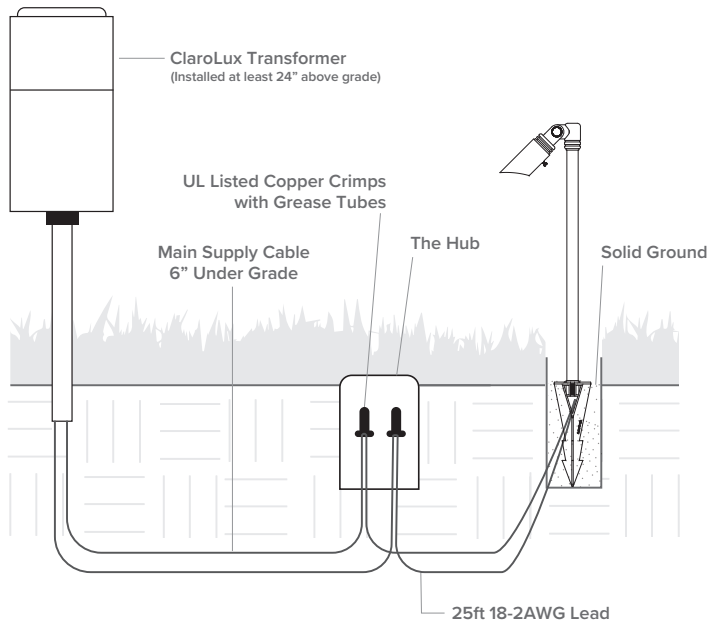 ClaroLux Transformer
(Installed at least 24” above grade)
UL Listed Copper Crimps
with Grease Tubes
The Hub
Main Supply Cable
6” Under Grade
Solid Ground
25ft 18-2AWG Lead